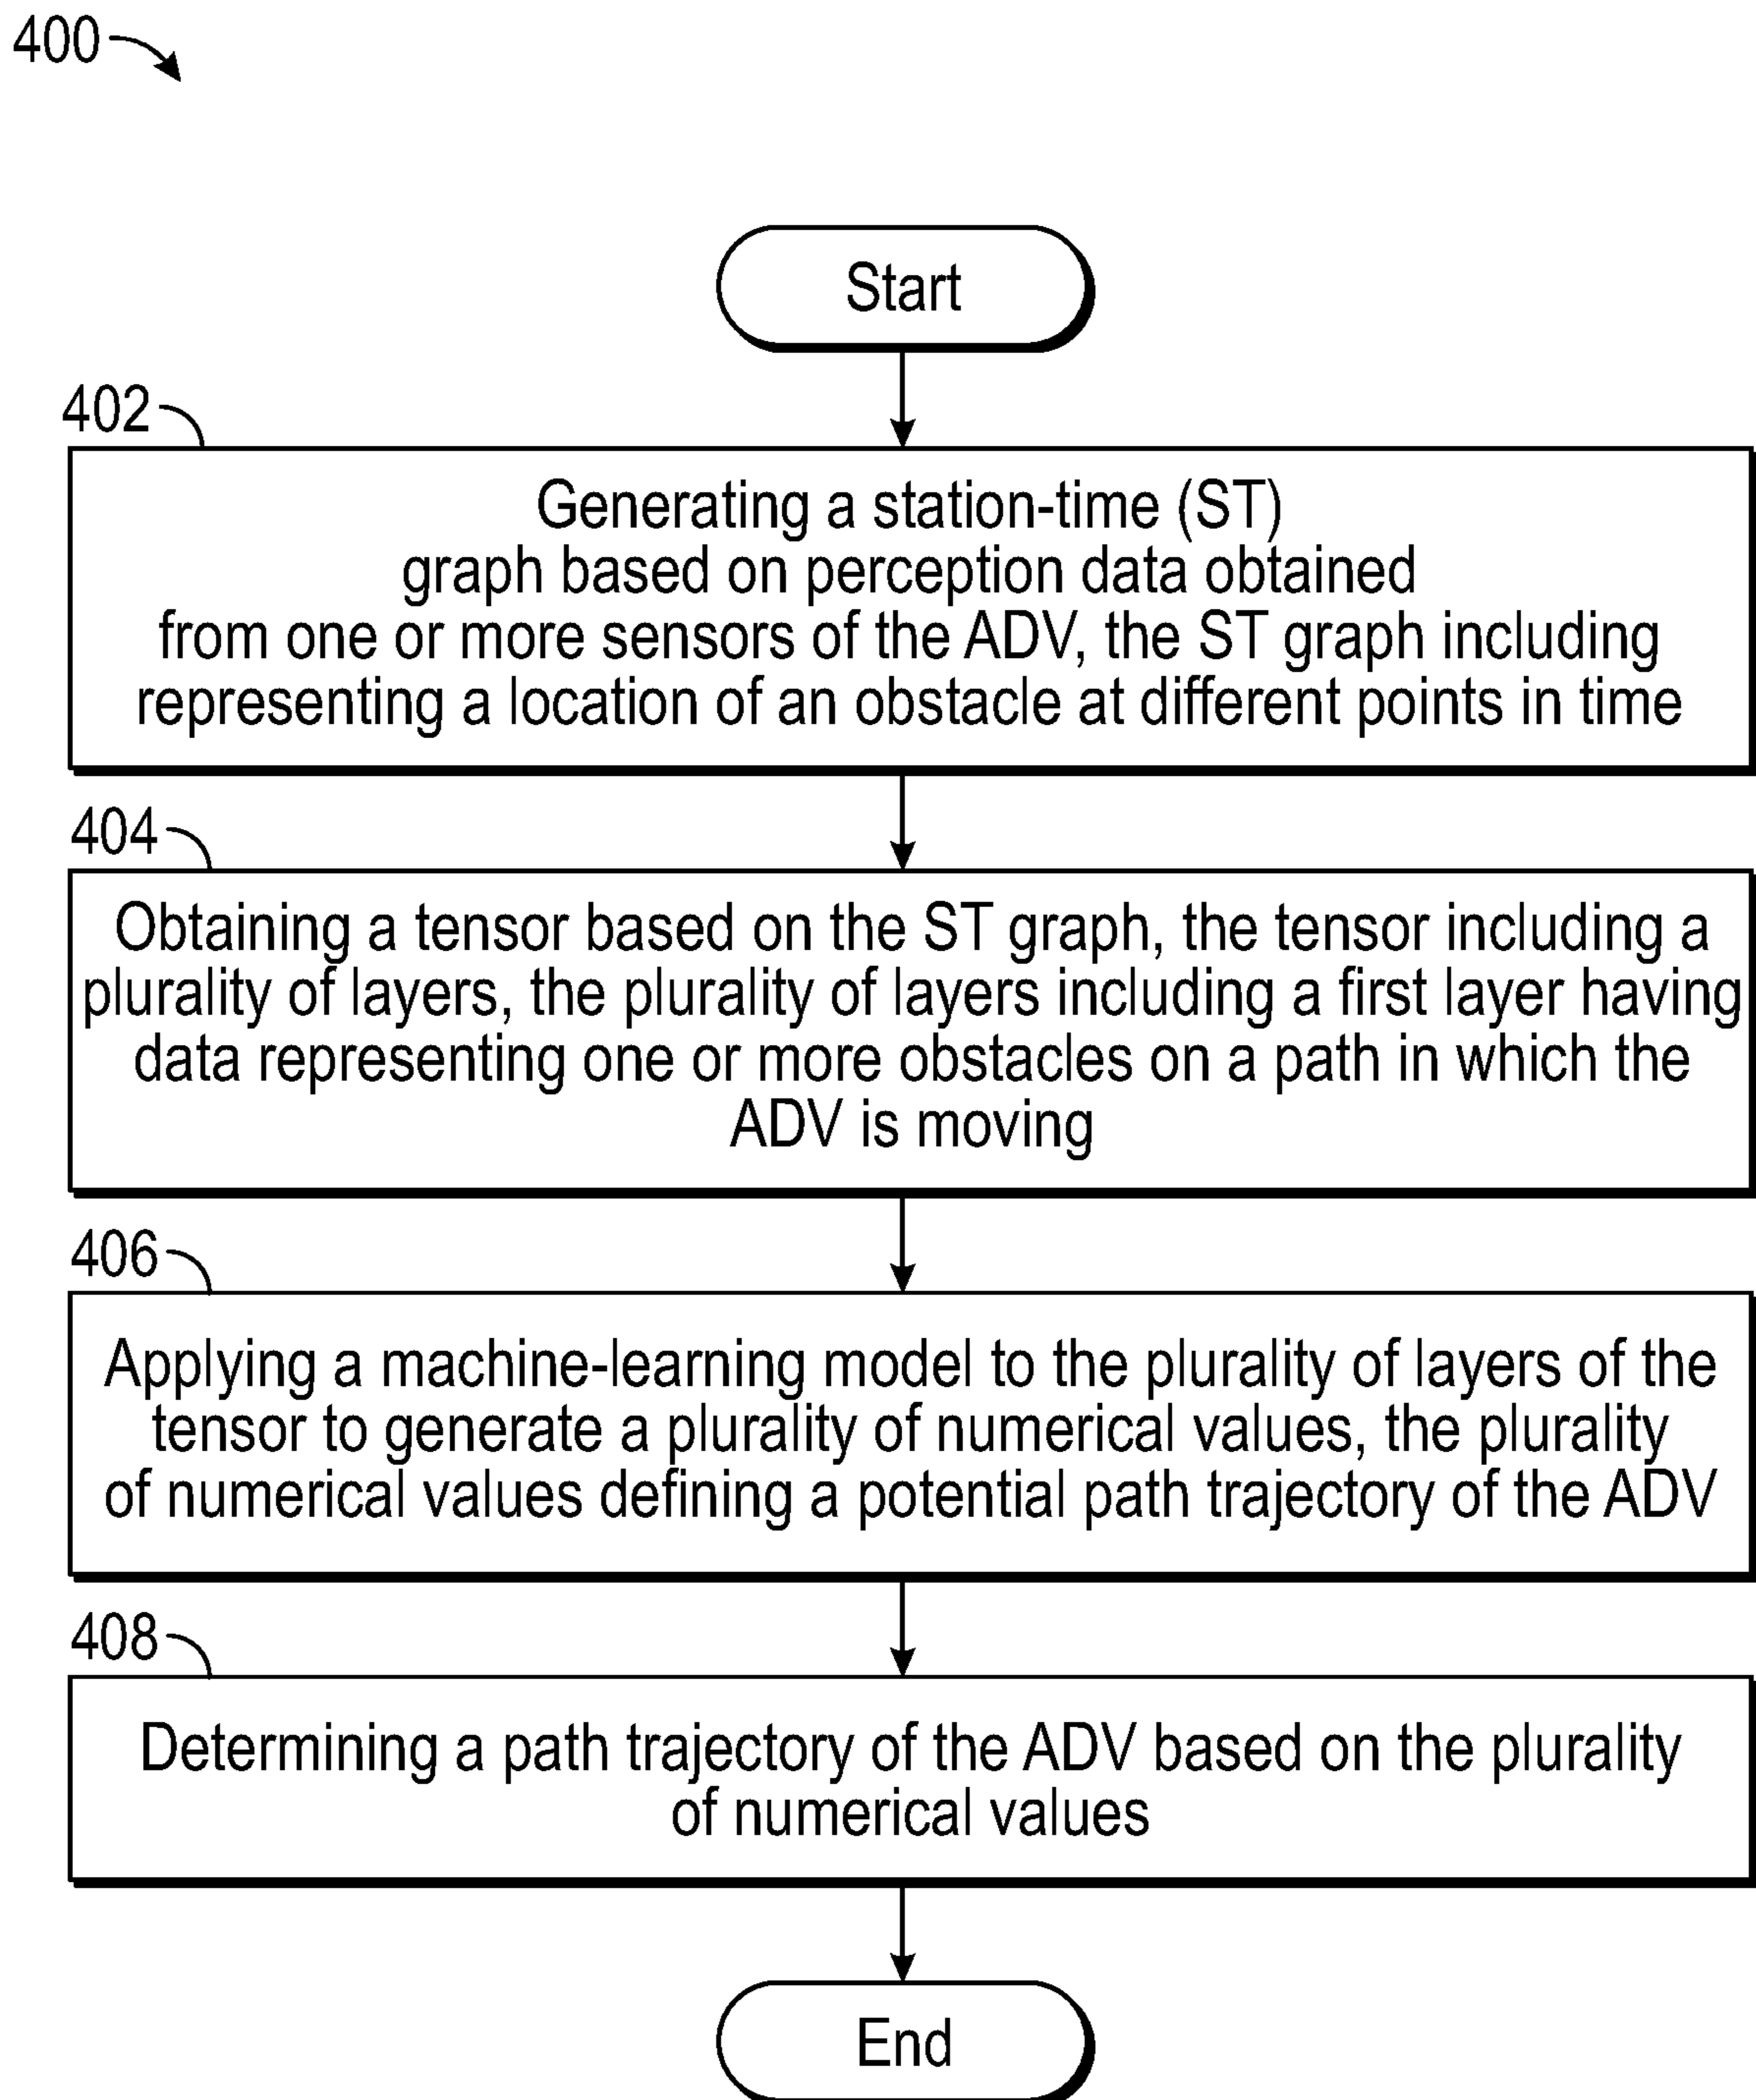 400
Start
402
Generating a station-time (ST)
graph based on perception data obtained
from one or more sensors of the ADV, the ST graph including
representing a location of an obstacle at different points in time
404
Obtaining a tensor based on the ST graph, the tensor including a
plurality of layers, the plurality of layers including a first layer having
data representing one or more obstacles on a path in which the
ADV is moving
406
Applying a machine-learning model to the plurality of layers of the
tensor to generate a plurality of numerical values, the plurality
of numerical values defining a potential path trajectory of the ADV
408
Determining a path trajectory of the ADV based on the plurality
of numerical values
End